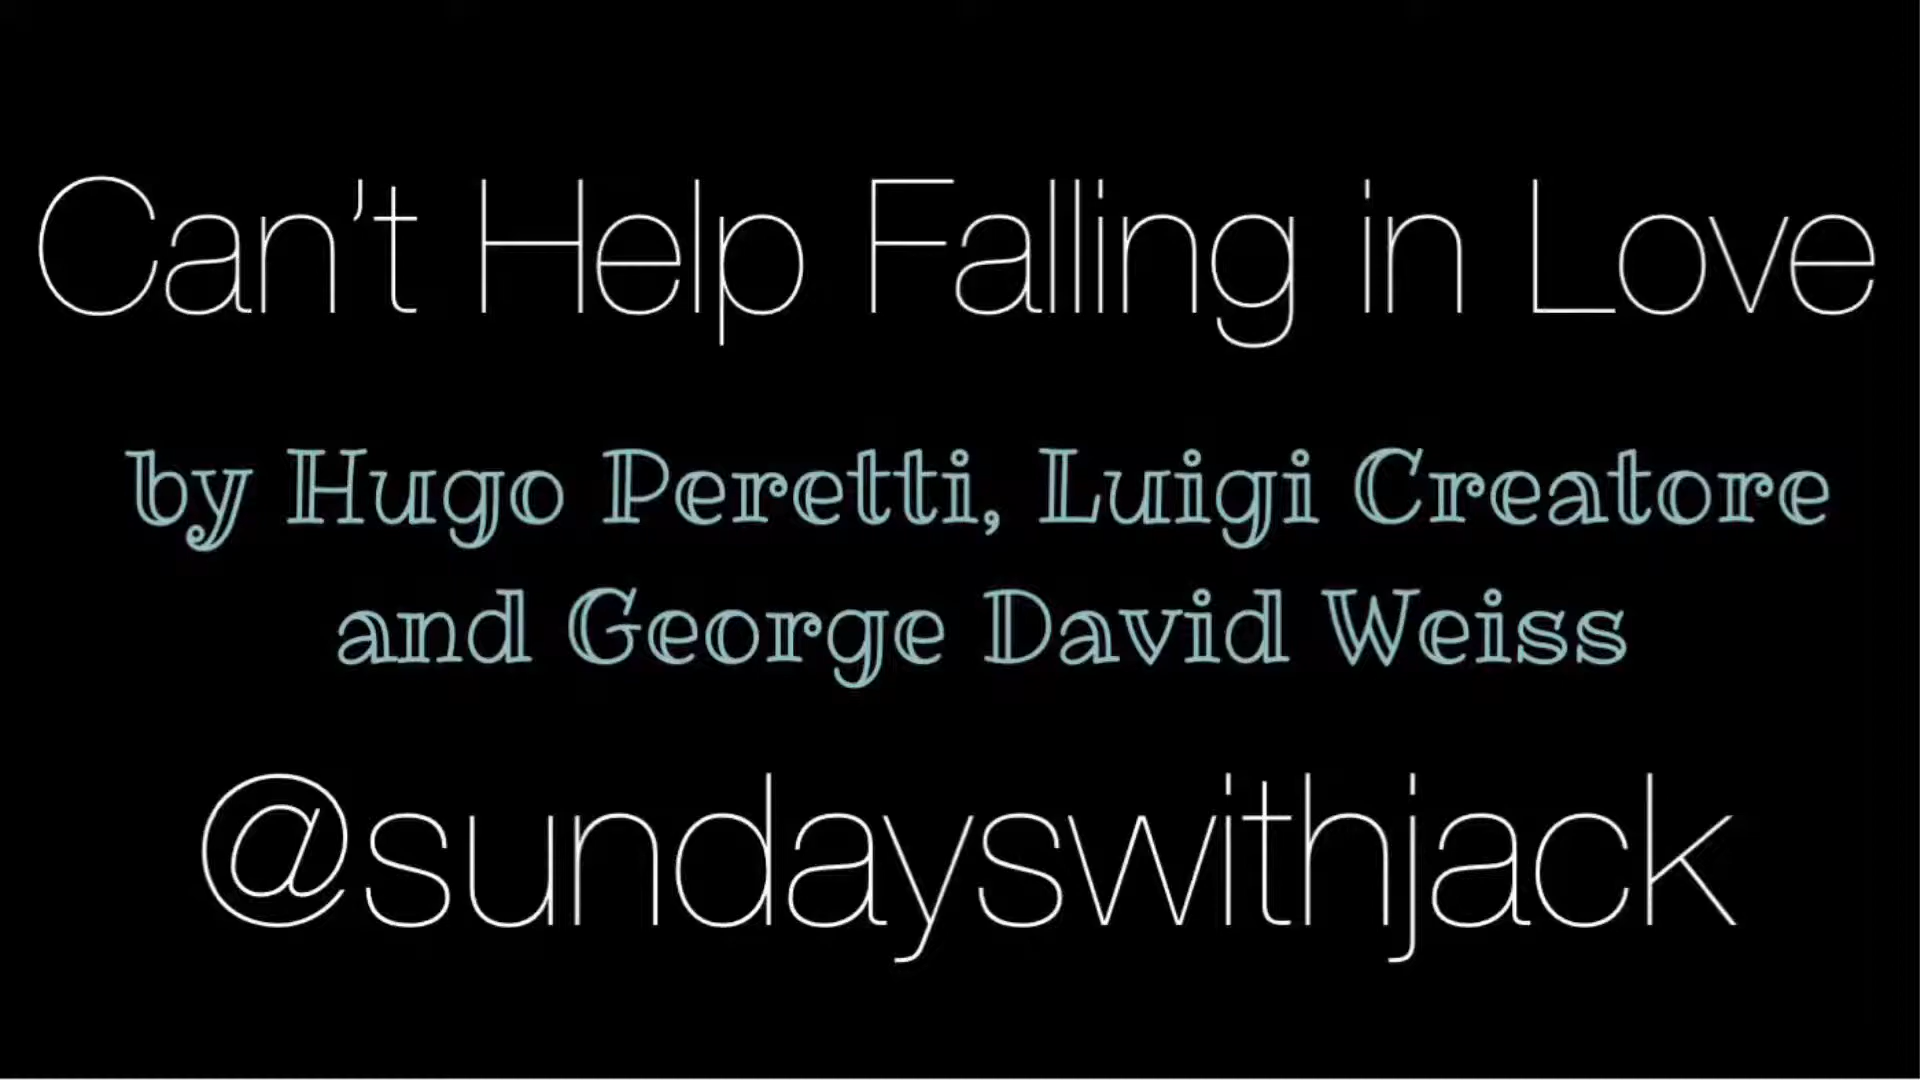 Can't Help Falling in Love
by Hugo Peretti, Luigi Creatore
and George David Weiss
@sundayswithjack